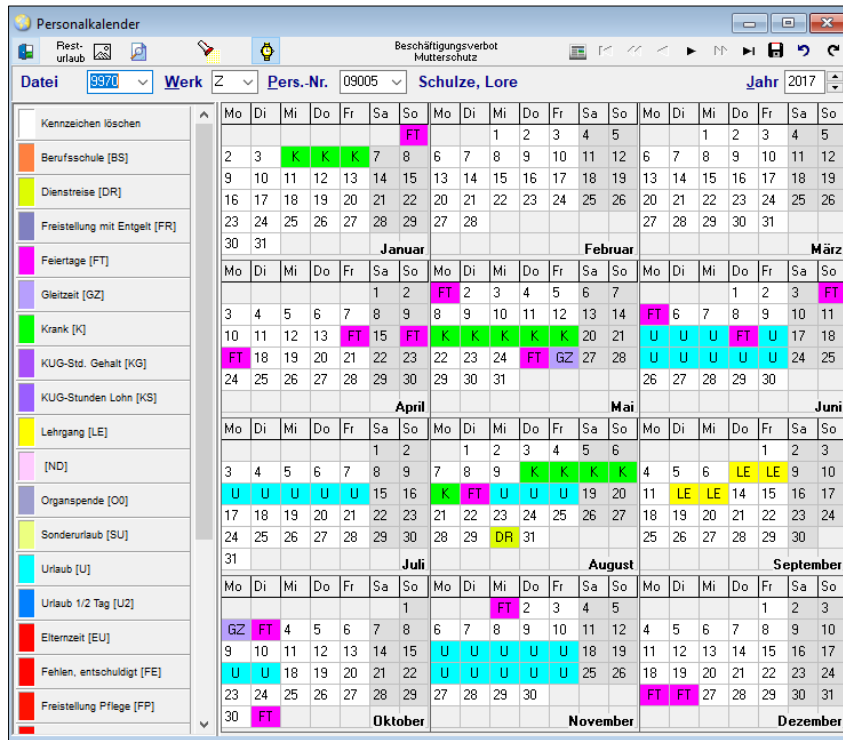 Personalkalender
Rest-
urlaub
Beschäftigungsverbot
Mutterschutz
Datei 9970 Werk Z Pers.-Nr. 09005 Schulze, Lore Jahr 2017
Kennzeichen löschen
Berufsschule [BS]
Dienstreise [DR]
Freistellung mit Entgelt [FR]
Feiertage [FT]
Gleitzeit [GZ]
Krank [K]
KUG-Std. Gehalt [KG]
KUG-Stunden Lohn [KS]
Lehrgang [LE]
[ND]
Organspende [O0]
Sonderurlaub [SU]
Urlaub [U]
Urlaub 1/2 Tag [U2]
Elternzeit [EU]
Fehlen, entschuldigt [FE]
Freistellung Pflege [FP]
Mo Di Mi Do Fr Sa So Mo Di Mi Do Fr Sa So Mo Di Mi Do Fr Sa So
FT 1 2 3 4 5 1 2 3 4 5
2 3 K K K 7 8 6 7 8 9 10 11 12 6 7 8 9 10 11 12
9 10 11 12 13 14 15 13 14 15 16 17 18 19 13 14 15 16 17 18 19
16 17 18 19 20 21 22 20 21 22 23 24 25 26 20 21 22 23 24 25 26
23 24 25 26 27 28 29 27 28 27 28 29 30 31
30 31 Januar Februar März
Mo Di Mi Do Fr Sa So Mo Di Mi Do Fr Sa So Mo Di Mi Do Fr Sa So
1 2 FT 2 3 4 5 6 7 1 2 3 FT
3 4 5 6 7 8 9 8 9 10 11 12 13 14 FT 6 7 8 9 10 11
10 11 12 13 FT 15 FT K K K K K 20 21 U U U FT U 17 18
FT 18 19 20 21 22 23 22 23 24 FT GZ 27 28 U U U U U 24 25
24 25 26 27 28 29 30 29 30 31 26 27 28 29 30
April Mai Juni
Mo Di Mi Do Fr Sa So Mo Di Mi Do Fr Sa So Mo Di Mi Do Fr Sa So
1 2 1 2 3 4 5 6 1 2 3
3 4 5 6 7 8 9 7 8 9 K K K K 4 5 6 LE LE 9 10
U U U U U 15 16 K FT U U U 19 20 11 LE LE 14 15 16 17
17 18 19 20 21 22 23 21 22 23 24 25 26 27 18 19 20 21 22 23 24
24 25 26 27 28 29 30 28 29 DR 31 25 26 27 28 29 30
31 Juli August September
Mo Di Mi Do Fr Sa So Mo Di Mi Do Fr Sa So Mo Di Mi Do Fr Sa So
1 FT 2 3 4 5 1 2 3
GZ FT 4 5 6 7 8 6 7 8 9 10 11 12 4 5 6 7 8 9 10
9 10 11 12 13 14 15 U U U U U 18 19 11 12 13 14 15 16 17
U U 18 19 20 21 22 U U U U U 25 26 18 19 20 21 22 23 24
23 24 25 26 27 28 29 27 28 29 30 FT FT 27 28 29 30 31
30 FT Oktober November Dezember